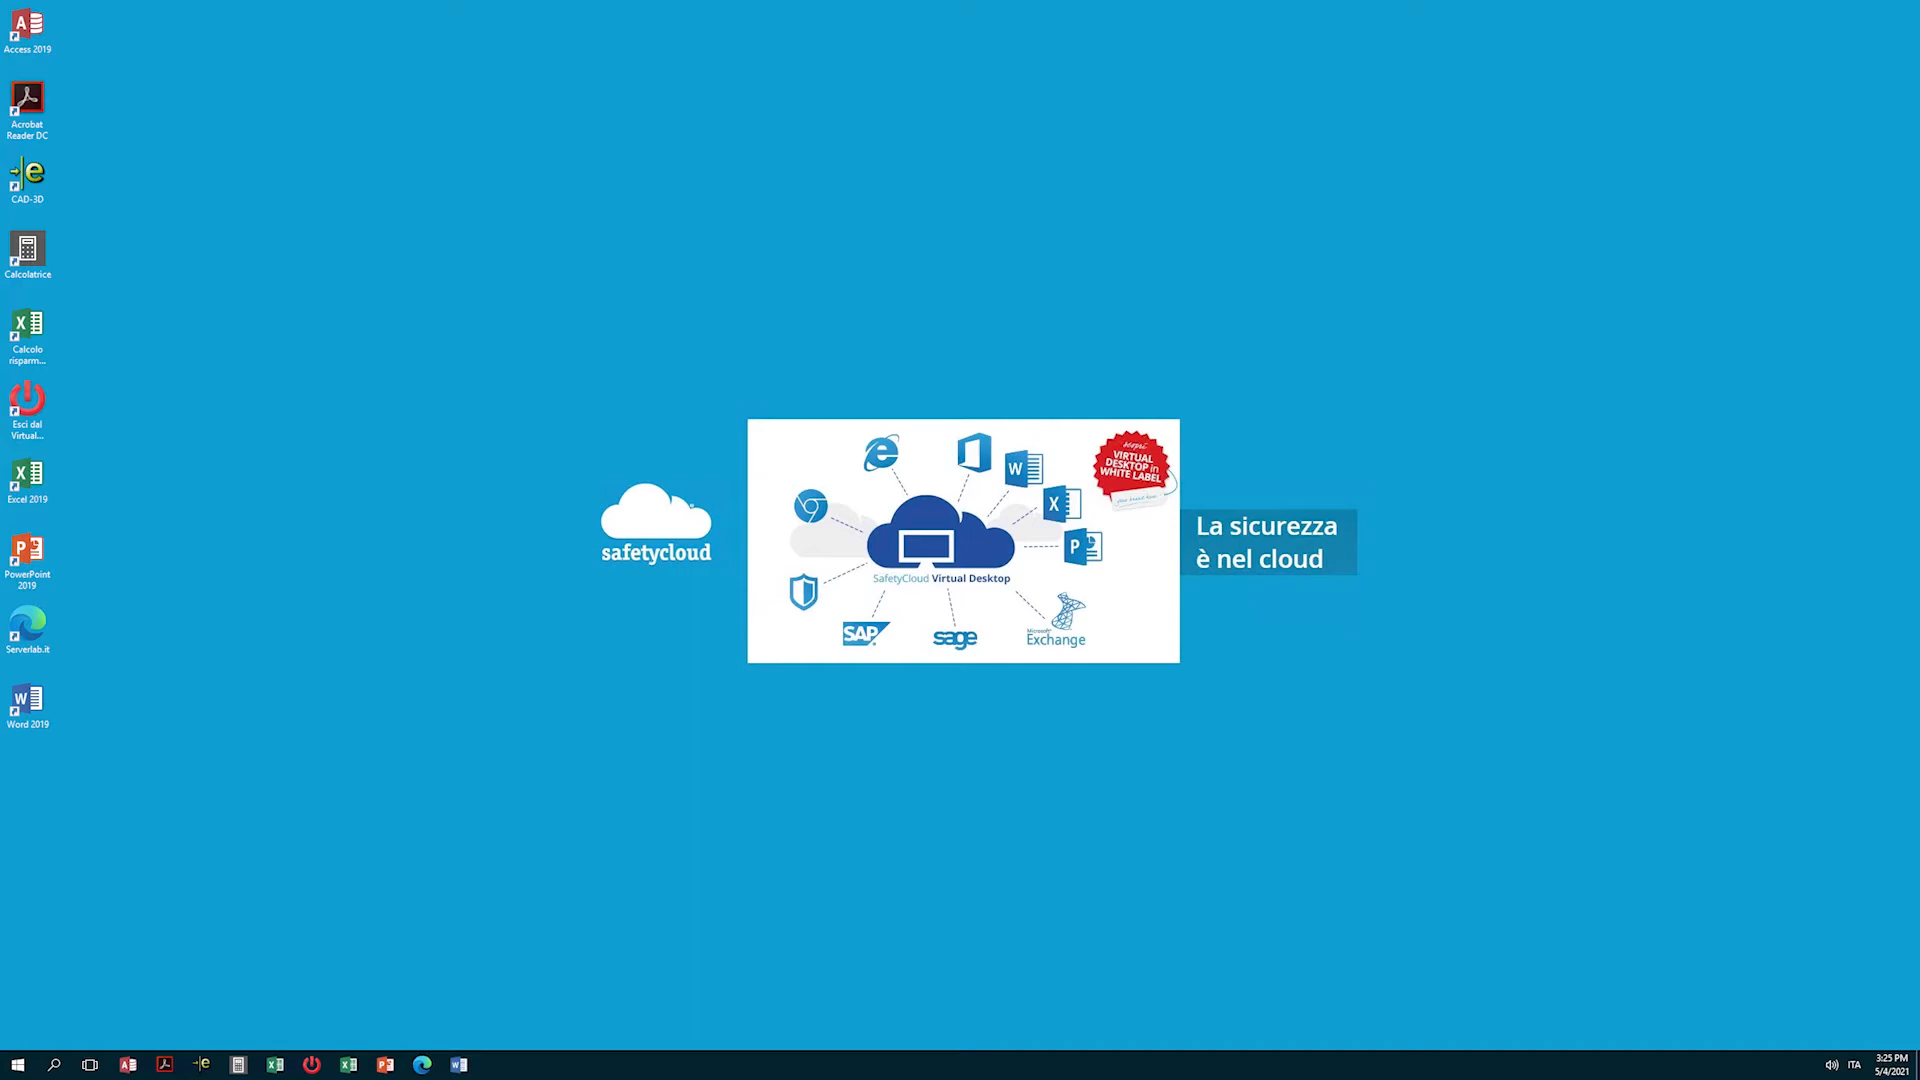 Access 2019
Acrobat
Reader DC
CAD-3D
Calcolatrice
Calcolo
risparm...
Esci dal
Virtual...
Excel 2019
PowerPoint
2019
Serverlab.it
Word 2019
safetycloud
scopri
VIRTUAL
DESKTOP in
WHITE LABEL
W
X
P
SafetyCloud Virtual Desktop
SAP
sage
Microsoft
Exchange
La sicurezza
è nel cloud
ITA
3:25 PM
5/4/2021